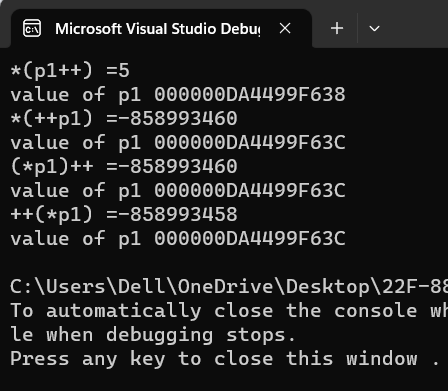 Microsoft Visual Studio Debu
*(p1++) =5
value of p1 000000DA4499F638
*(++p1) =-858993460
value of p1 000000DA4499F63C
(*p1)++ =-858993460
value of p1 000000DA4499F63C
++(*p1) =-858993458
value of p1 000000DA4499F63C
C:\Users\Dell\OneDrive\Desktop\22F-88
To automatically close the console wh
le when debugging stops.
Press any key to close this window .